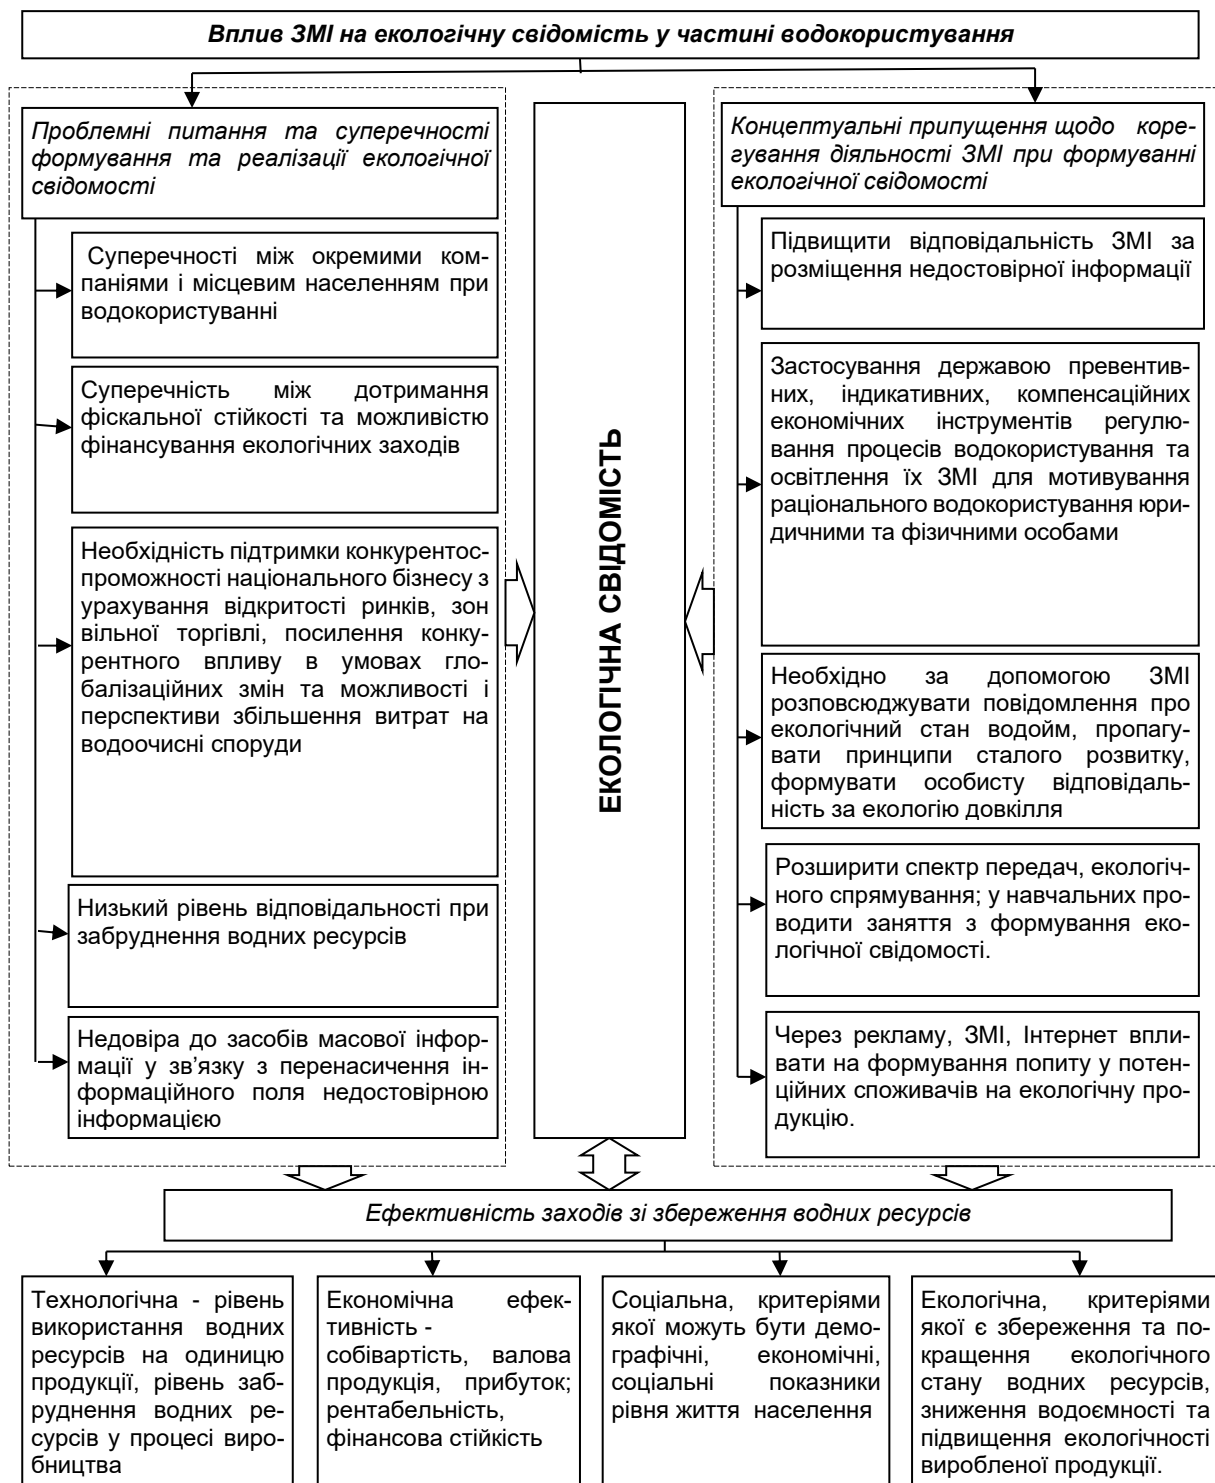 Вплив ЗМІ на екологічну свідомість у частині водокористування
Проблемні питання та суперечності
формування та реалізації екологічної
свідомості
Суперечності між окремими ком-
паніями і місцевим населенням при
водокористуванні
Суперечність між дотримання
фіскальної стійкості та можливістю
фінансування екологічних заходів
Необхідність підтримки конкурентос-
проможності національного бізнесу з
урахування відкритості ринків, зон
вільної торгівлі, посилення конку-
рентного впливу в умовах гло-
балізаційних змін та можливості і
перспективи збільшення витрат на
водоочисні споруди
Низький рівень відповідальності при
забруднення водних ресурсів
Недовіра до засобів масової інфор-
мації у зв’язку з перенасичення ін-
формаційного поля недостовірною
інформацією
ЕКОЛОГІЧНА СВІДОМІСТЬ
Концептуальні припущення щодо коре-
гування діяльності ЗМІ при формуванні
екологічної свідомості
Підвищити відповідальність ЗМІ за
розміщення недостовірної інформації
Застосування державою превентив-
них, індикативних, компенсаційних
економічних інструментів регулю-
вання процесів водокористування та
освітлення їх ЗМІ для мотивування
раціонального водокористування юри-
дичними та фізичними особами
Необхідно за допомогою ЗМІ
розповсюджувати повідомлення про
екологічний стан водойм, пропагу-
вати принципи сталого розвитку,
формувати особисту відповідаль-
ність за екологію довкілля
Розширити спектр передач, екологіч-
ного спрямування; у навчальних про-
водити заняття з формування еко-
логічної свідомості.
Через рекламу, ЗМІ, Інтернет впли-
вати на формування попиту у потен-
ційних споживачів на екологічну про-
дукцію.
Ефективність заходів зі збереження водних ресурсів
Технологічна - рівень
використання водних
ресурсів на одиницю
продукції, рівень заб-
руднення водних ре-
сурсів у процесі виро-
бництва
Економічна ефек-
тивність -
собівартість, валова
продукція, прибуток;
рентабельність,
фінансова стійкість
Соціальна, критеріями
якої можуть бути демо-
графічні, економічні,
соціальні показники
рівня життя населення
Екологічна, критеріями
якої є збереження та по-
кращення екологічного
стану водних ресурсів,
зниження водоємності та
підвищення екологічності
виробленої продукції.